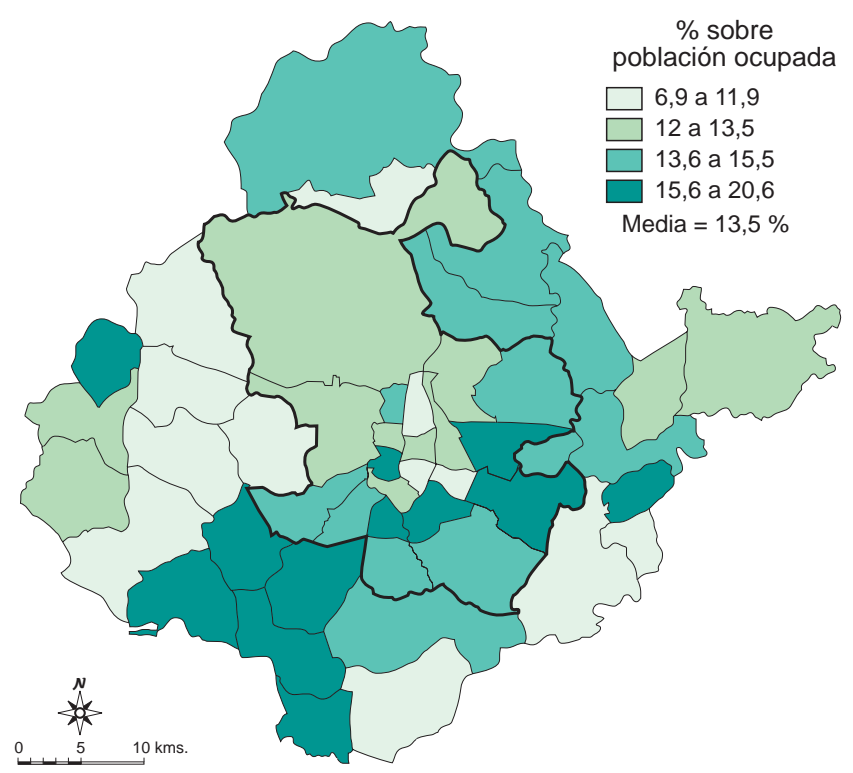 % sobre
población ocupada
6,9 a 11,9
12 a 13,5
13,6 a 15,5
15,6 a 20,6
Media = 13,5 %
N
0 5 10 kms.